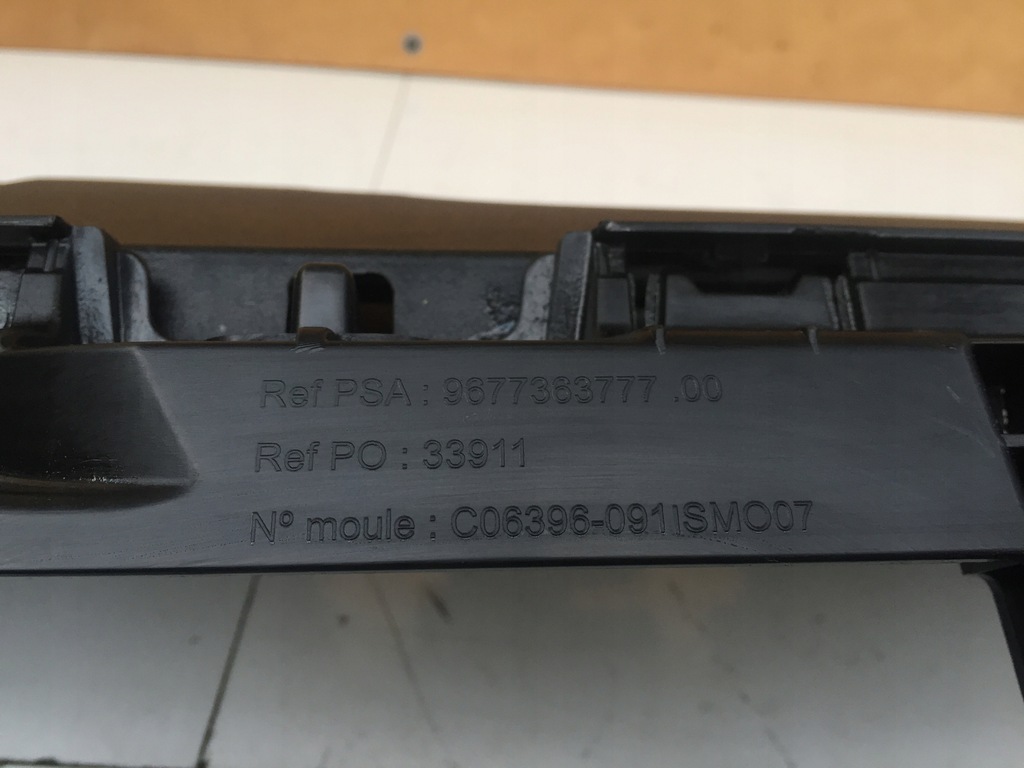 Ref PSA : 9677363777 .00
Ref PO : 33911
Nº moule : C06396-091ISMO07